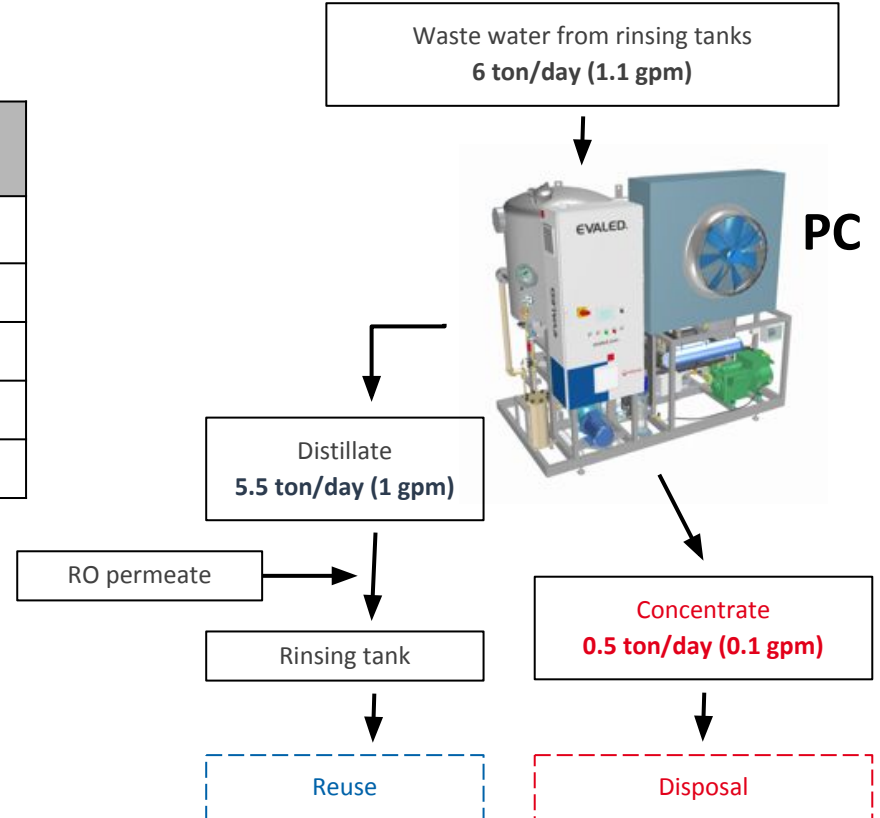 Waste water from rinsing tanks
6 ton/day (1.1 gpm)
EVALED.
PC
EVALED
Distillate
5.5 ton/day (1 gpm)
RO permeate
Concentrate
0.5 ton/day (0.1 gpm)
Rinsing tank
Reuse
Disposal